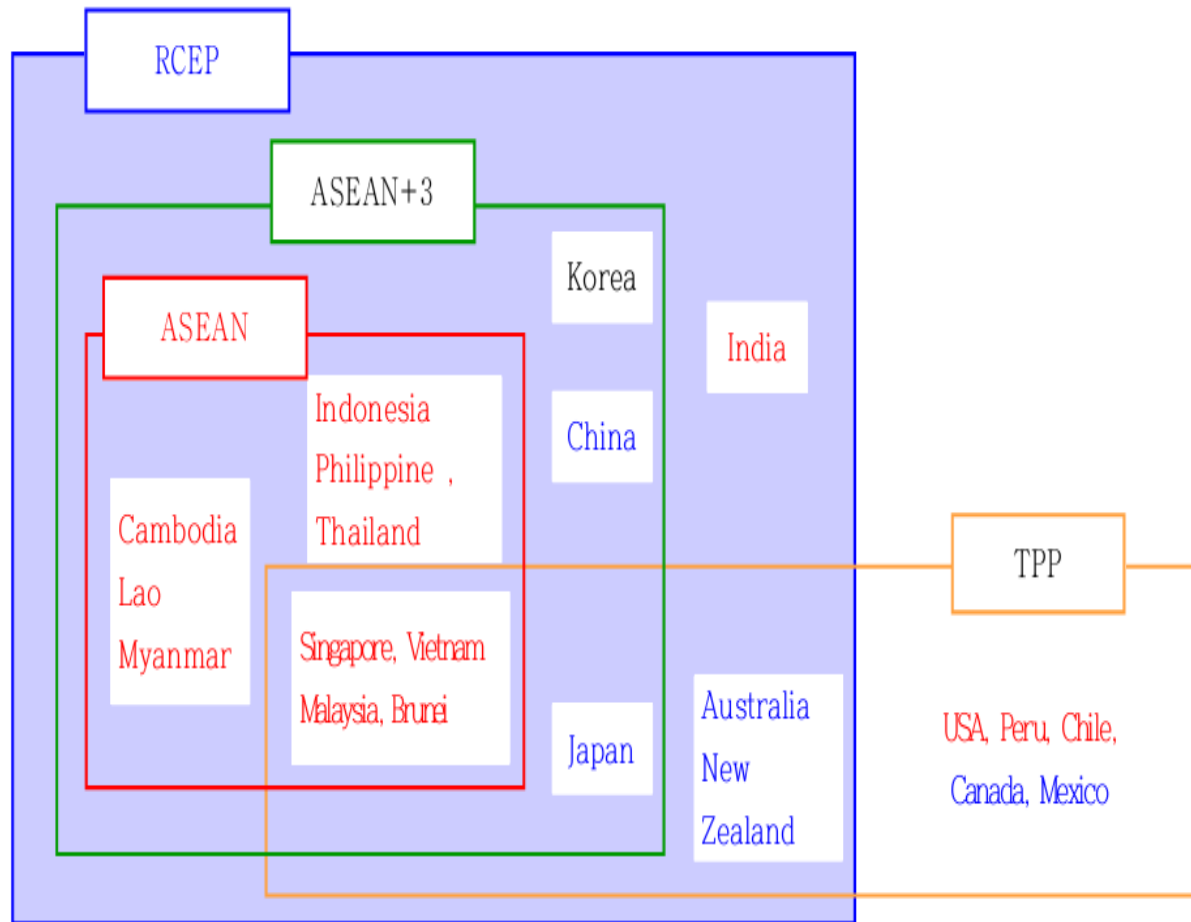 RCEP
ASEAN+3
Korea
ASEAN
India
Indonesia
Philippine ,
Thailand
China
Cambodia
Lao
Myanmar
TPP
Singapore, Vietnam
Malaysia, Brunei
Japan
Australia
New
Zealand
USA, Peru, Chile,
Canada, Mexico